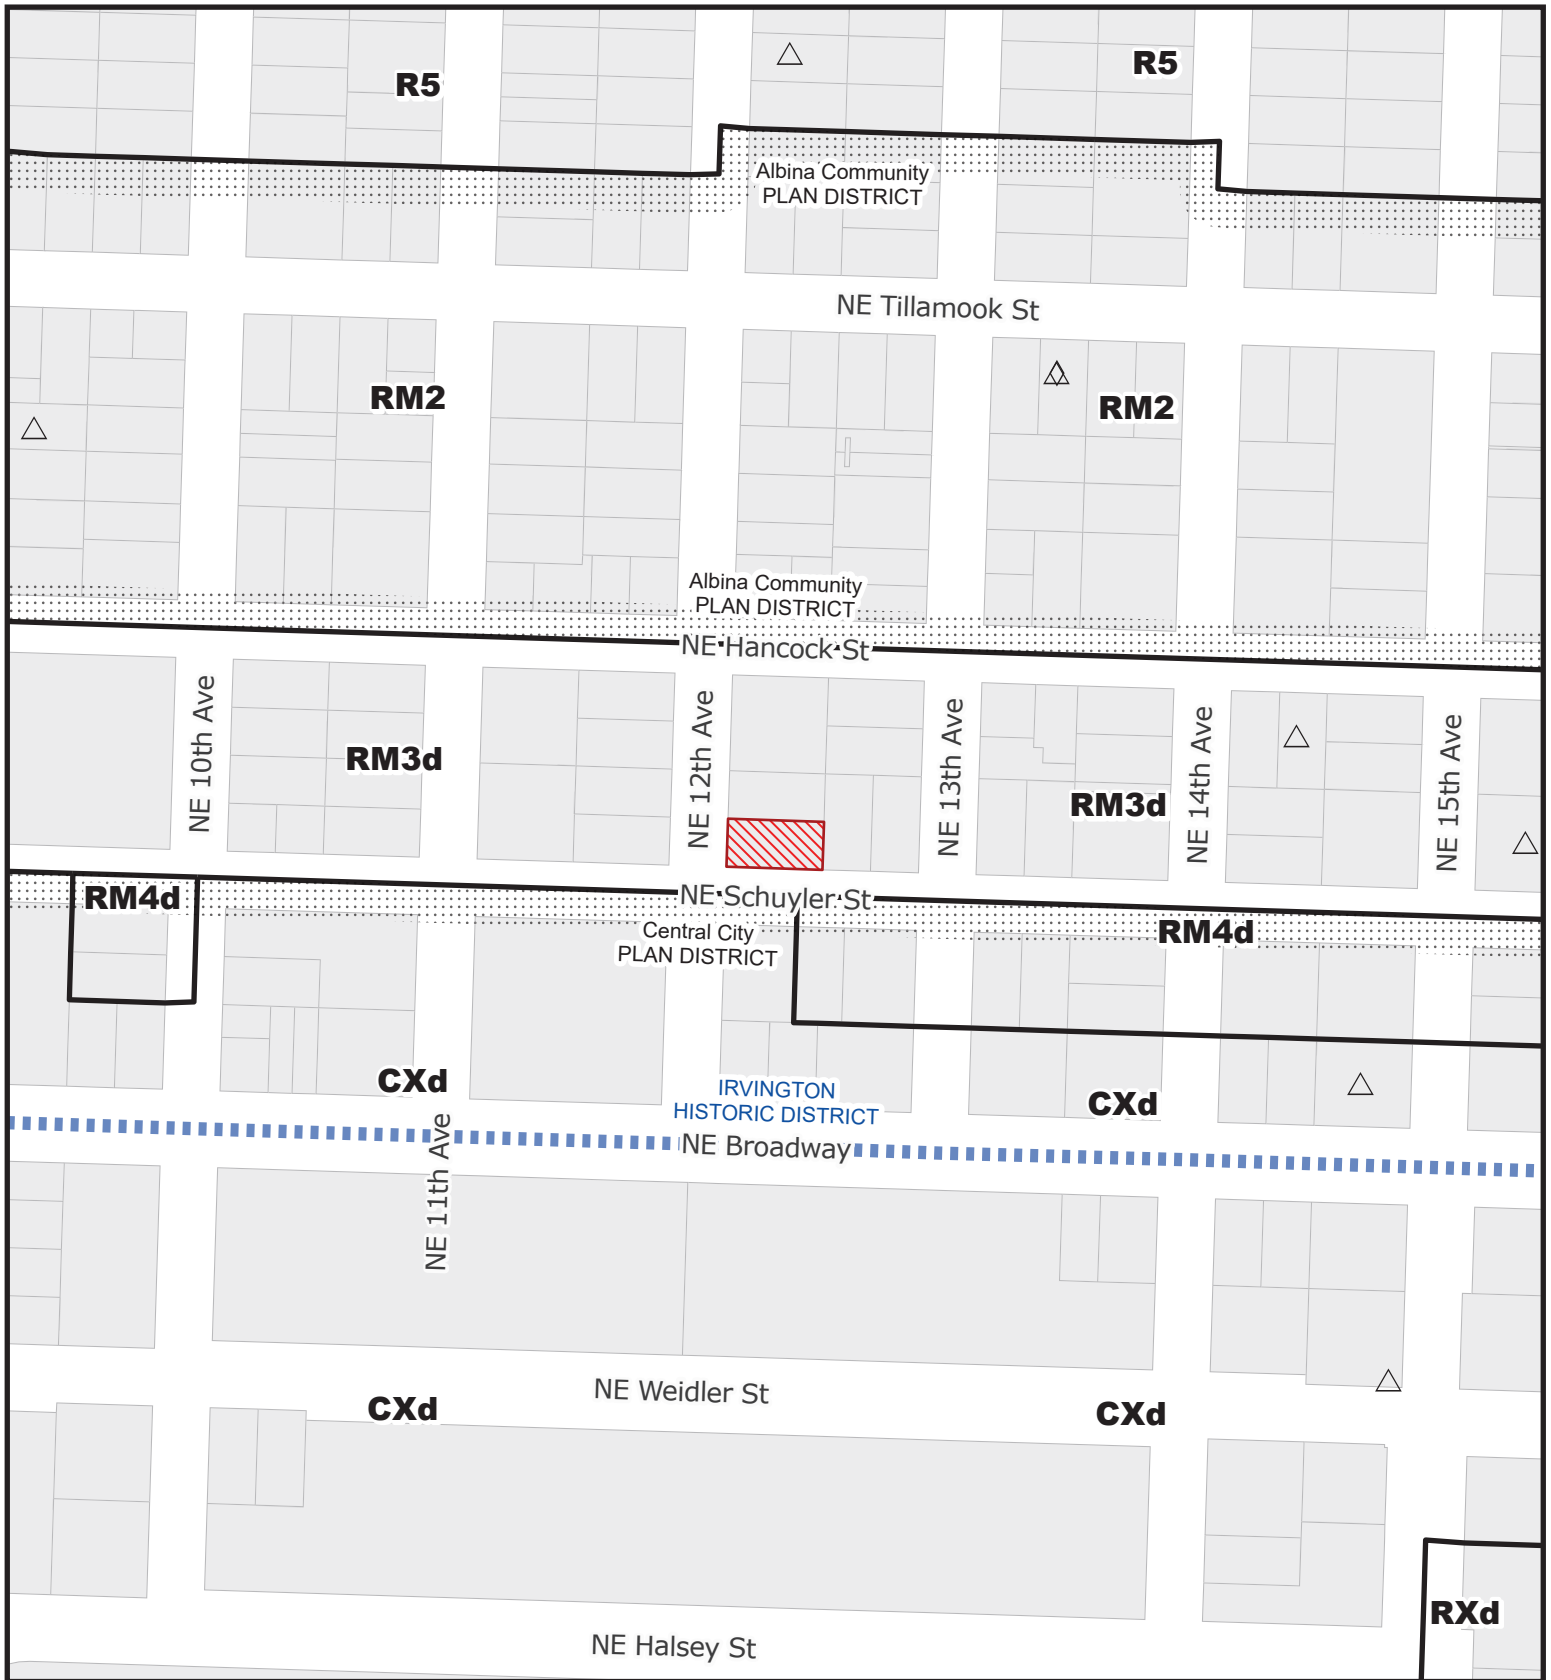 R5
R5
Albina Community
PLAN DISTRICT
NE Tillamook St
RM2
RM2
Albina Community
PLAN DISTRICT
NE Hancock St
NE 10th Ave
NE 12th Ave
NE 13th Ave
NE 14th Ave
NE 15th Ave
RM3d
RM3d
RM4d
NE Schuyler St
Central City
PLAN DISTRICT
RM4d
CXd
IRVINGTON
HISTORIC DISTRICT
CXd
NE Broadway
NE 11th Ave
NE Weidler St
CXd
CXd
RXd
NE Halsey St